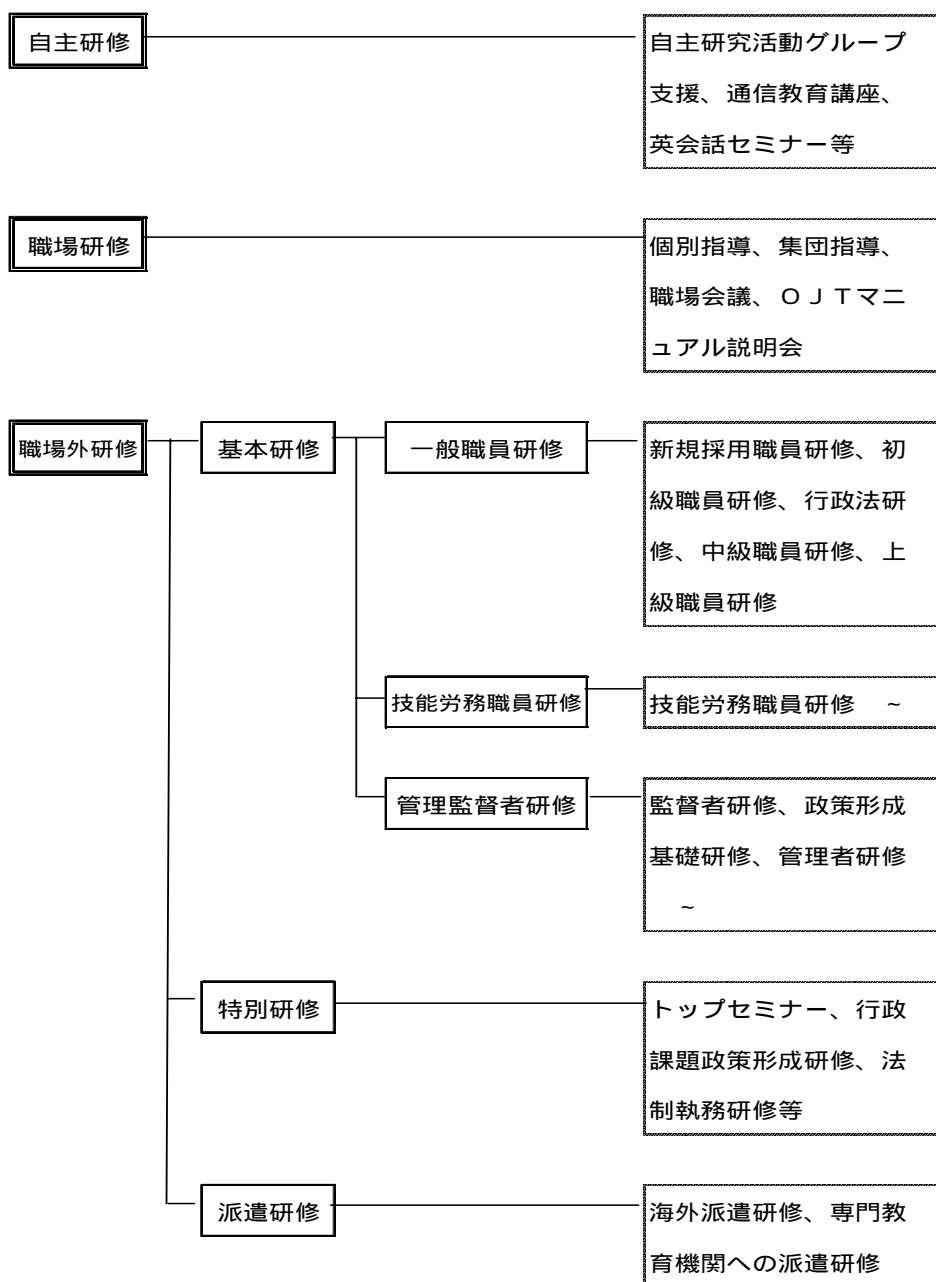 自主研修
自主研究活動グループ
支援、通信教育講座、
英会話セミナー等
職場研修
個別指導、集団指導、
職場会議、ＯＪＴマニ
ュアル説明会
職場外研修
基本研修
一般職員研修
新規採用職員研修、初
級職員研修、行政法研
修、中級職員研修、上
級職員研修
技能労務職員研修
技能労務職員研修　~
管理監督者研修
監督者研修、政策形成
基礎研修、管理者研修
~
特別研修
トップセミナー、行政
課題政策形成研修、法
制執務研修等
派遣研修
海外派遣研修、専門教
育機関への派遣研修